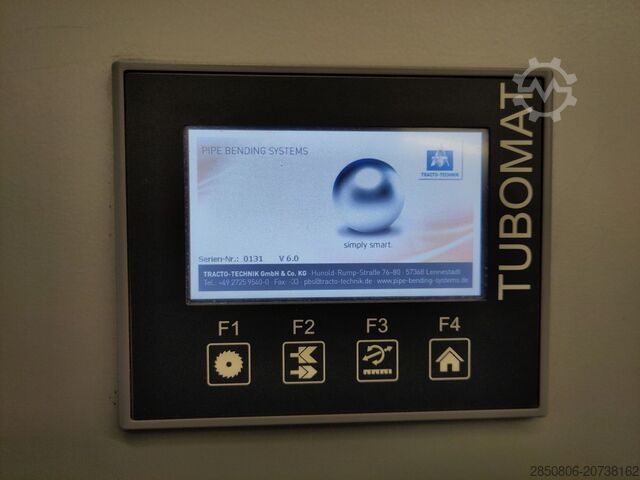 PIPE BENDING SYSTEMS
TRACTO-TECHNIK
simply smart.
Serien-Nr.: 0131 V 6.0
TRACTO-TECHNIK GmbH & Co. KG · Hunold-Rump-Straße 76-80 · 57368 Lennestadt
Tel.: +49 2725 9540-0 · Fax: -33 · pbs@tracto-technik.de · www.pipe-bending-systems.de
TUBOMAT
F1 F2 F3 F4
2850806-20738162